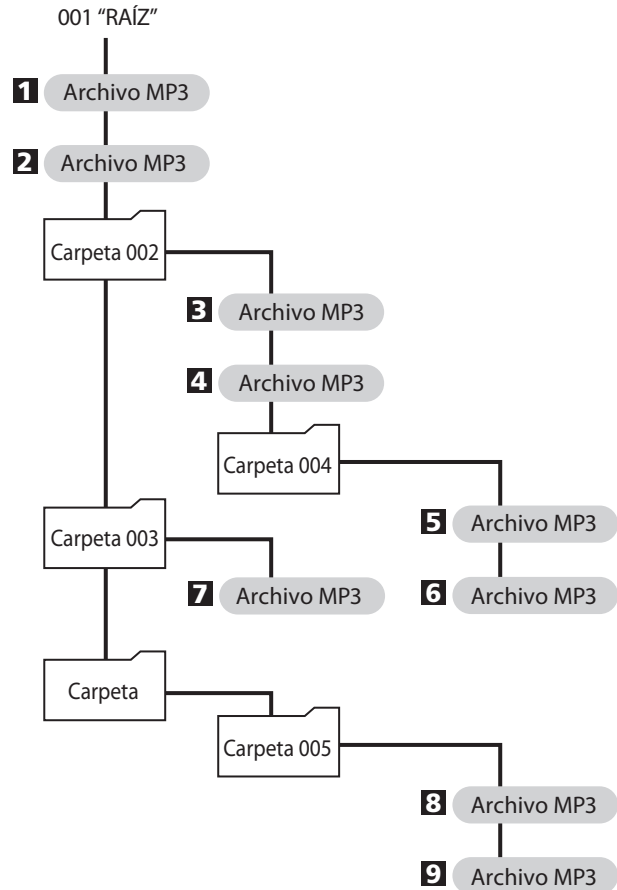 001 “RAÍZ”
1 Archivo MP3
2 Archivo MP3
Carpeta 002
3 Archivo MP3
4 Archivo MP3
Carpeta 004
5 Archivo MP3
Carpeta 003
7 Archivo MP3
6 Archivo MP3
Carpeta
Carpeta 005
8 Archivo MP3
9 Archivo MP3